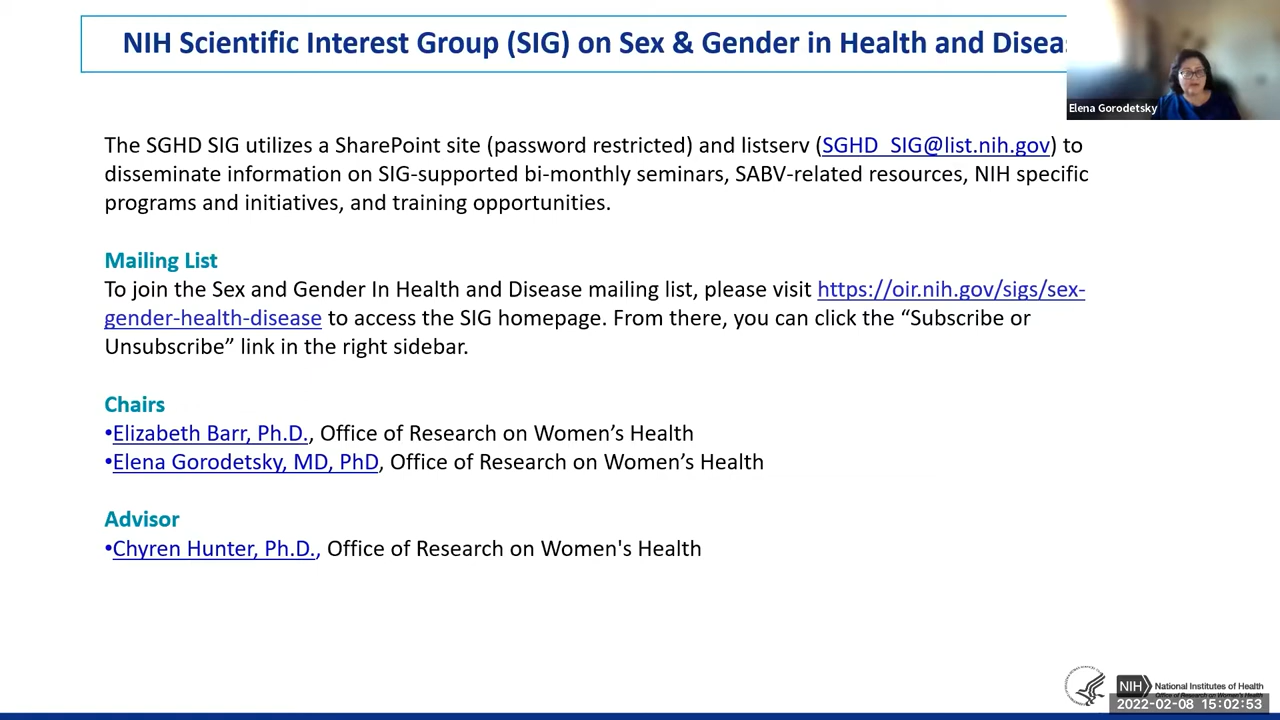 NIH Scientific Interest Group (SIG) on Sex & Gender in Health and Disea
Elena Gorodetsky
The SGHD SIG utilizes a SharePoint site (password restricted) and listserv (SGHD_SIG@list.nih.gov) to
disseminate information on SIG-supported bi-monthly seminars, SABV-related resources, NIH specific
programs and initiatives, and training opportunities.
Mailing List
To join the Sex and Gender In Health and Disease mailing list, please visit https://oir.nih.gov/sigs/sex-
gender-health-disease to access the SIG homepage. From there, you can click the “Subscribe or
Unsubscribe” link in the right sidebar.
Chairs
•Elizabeth Barr, Ph.D., Office of Research on Women’s Health
•Elena Gorodetsky, MD, PhD, Office of Research on Women’s Health
Advisor
•Chyren Hunter, Ph.D., Office of Research on Women's Health
NIH National Institutes of Health
Office of Research on Women's Health
2022-02-08 15:02:53